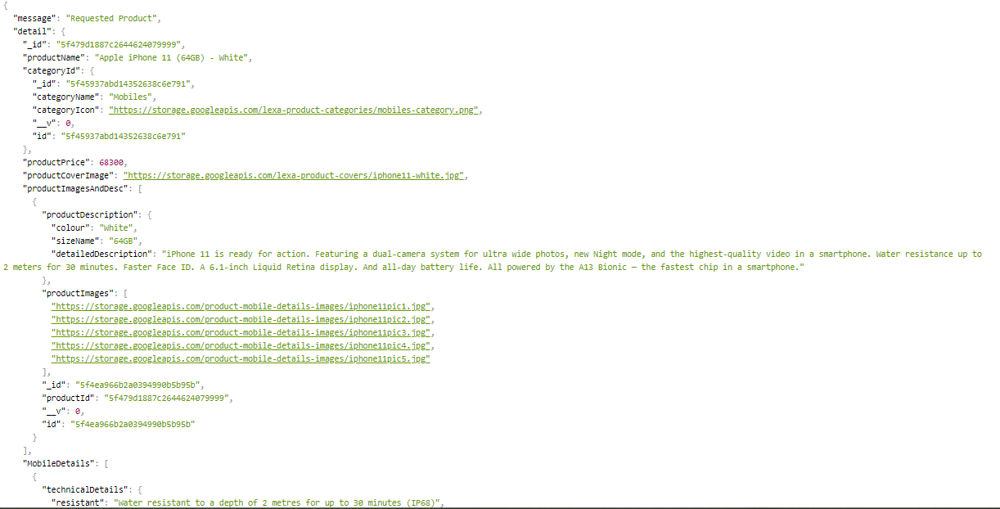 {
"message": "Requested Product",
"detail": {
"_id": "5f479d1887c2644624079999",
"productName": "Apple iPhone 11 (64GB) - White",
"categoryId": {
"_id": "5f45937abd14352638c6e791",
"categoryName": "Mobiles",
"categoryIcon": "https://storage.googleapis.com/lexa-product-categories/mobiles-category.png",
"__v": 0,
"id": "5f45937abd14352638c6e791"
},
"productPrice": 68300,
"productCoverImage": "https://storage.googleapis.com/lexa-product-covers/iphone11-white.jpg",
"productImagesAndDesc": [
{
"productDescription": {
"colour": "White",
"sizeName": "64GB",
"detailedDescription": "iPhone 11 is ready for action. Featuring a dual-camera system for ultra wide photos, new Night mode, and the highest-quality video in a smartphone. Water resistance up to
2 meters for 30 minutes. Faster Face ID. A 6.1-inch Liquid Retina display. And all-day battery life. All powered by the A13 Bionic — the fastest chip in a smartphone."
},
"productImages": [
"https://storage.googleapis.com/product-mobile-details-images/iphone11pic1.jpg",
"https://storage.googleapis.com/product-mobile-details-images/iphone11pic2.jpg",
"https://storage.googleapis.com/product-mobile-details-images/iphone11pic3.jpg",
"https://storage.googleapis.com/product-mobile-details-images/iphone11pic4.jpg",
"https://storage.googleapis.com/product-mobile-details-images/iphone11pic5.jpg"
],
"_id": "5f4ea966b2a0394990b5b95b",
"productId": "5f479d1887c2644624079999",
"__v": 0,
"id": "5f4ea966b2a0394990b5b95b"
}
],
"MobileDetails": [
{
"technicalDetails": {
"resistant": "Water resistant to a depth of 2 metres for up to 30 minutes (IP68)",